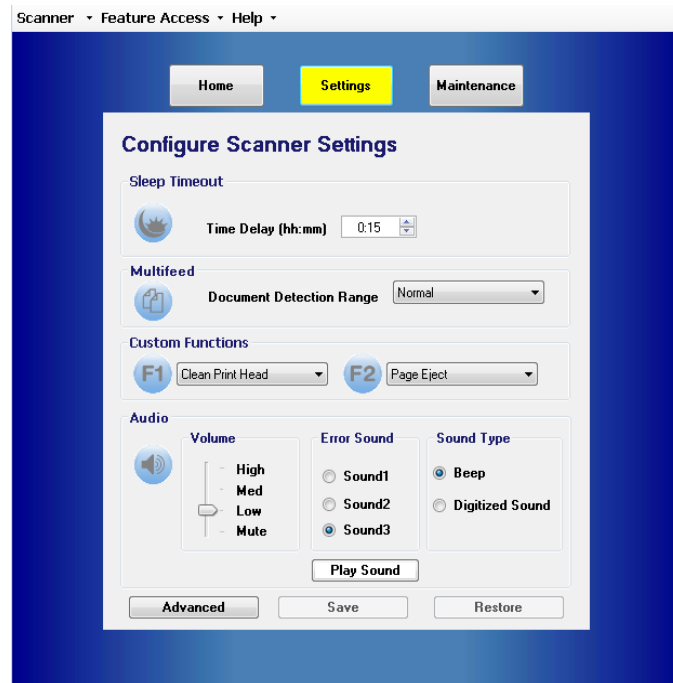 Scanner Feature Access Help
Home Settings Maintenance
Configure Scanner Settings
Sleep Timeout
Time Delay (hh:mm) 0:15
Multifeed
Document Detection Range Normal
Custom Functions
F1 Clean Print Head F2 Page Eject
Audio
Volume
High
Med
Low
Mute
Error Sound
Sound1
Sound2
Sound3
Sound Type
Beep
Digitized Sound
Play Sound
Advanced Save Restore